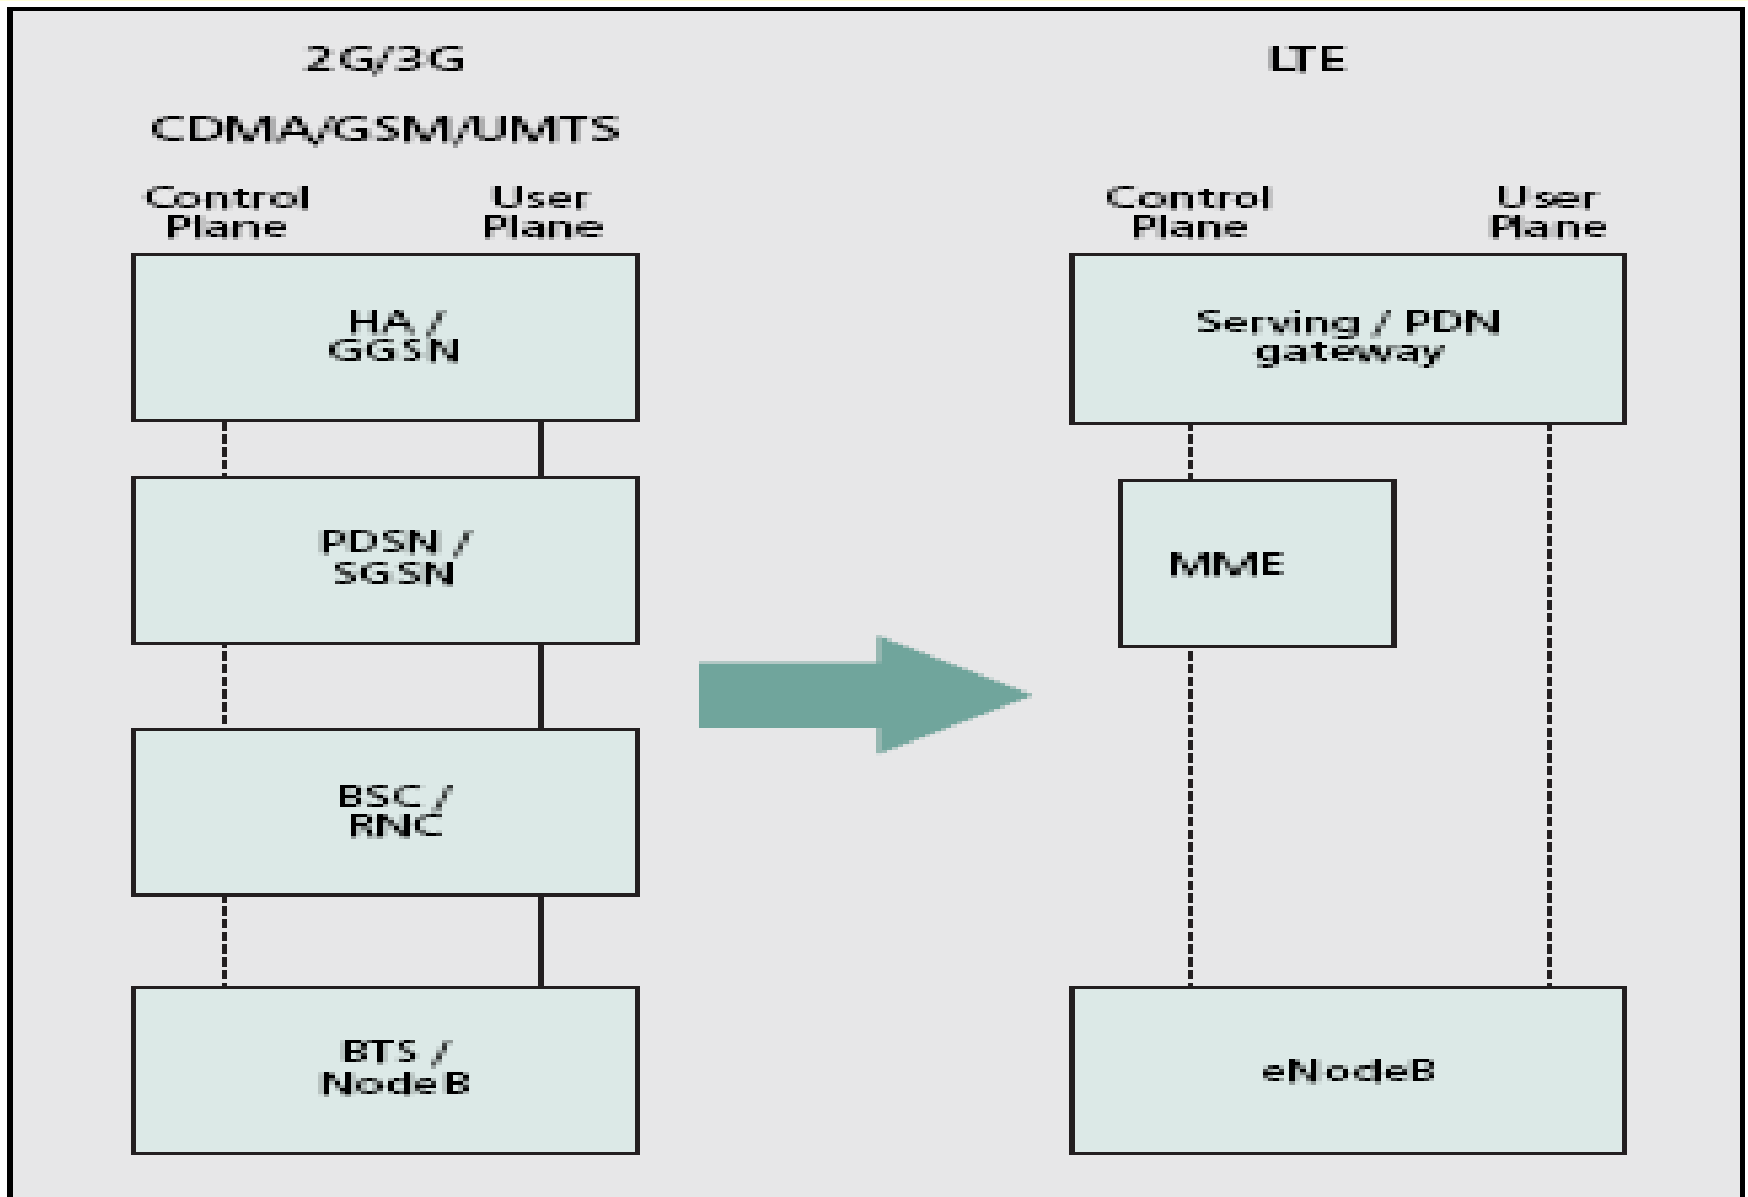 2G/3G
CDMA/GSM/UMTS
Control
Plane
User
Plane
HA /
GGSN
PDSN /
SGSN
BSC /
RNC
BTS /
NodeB
LTE
Control
Plane
User
Plane
Serving / PDN
gateway
MME
eNodeB